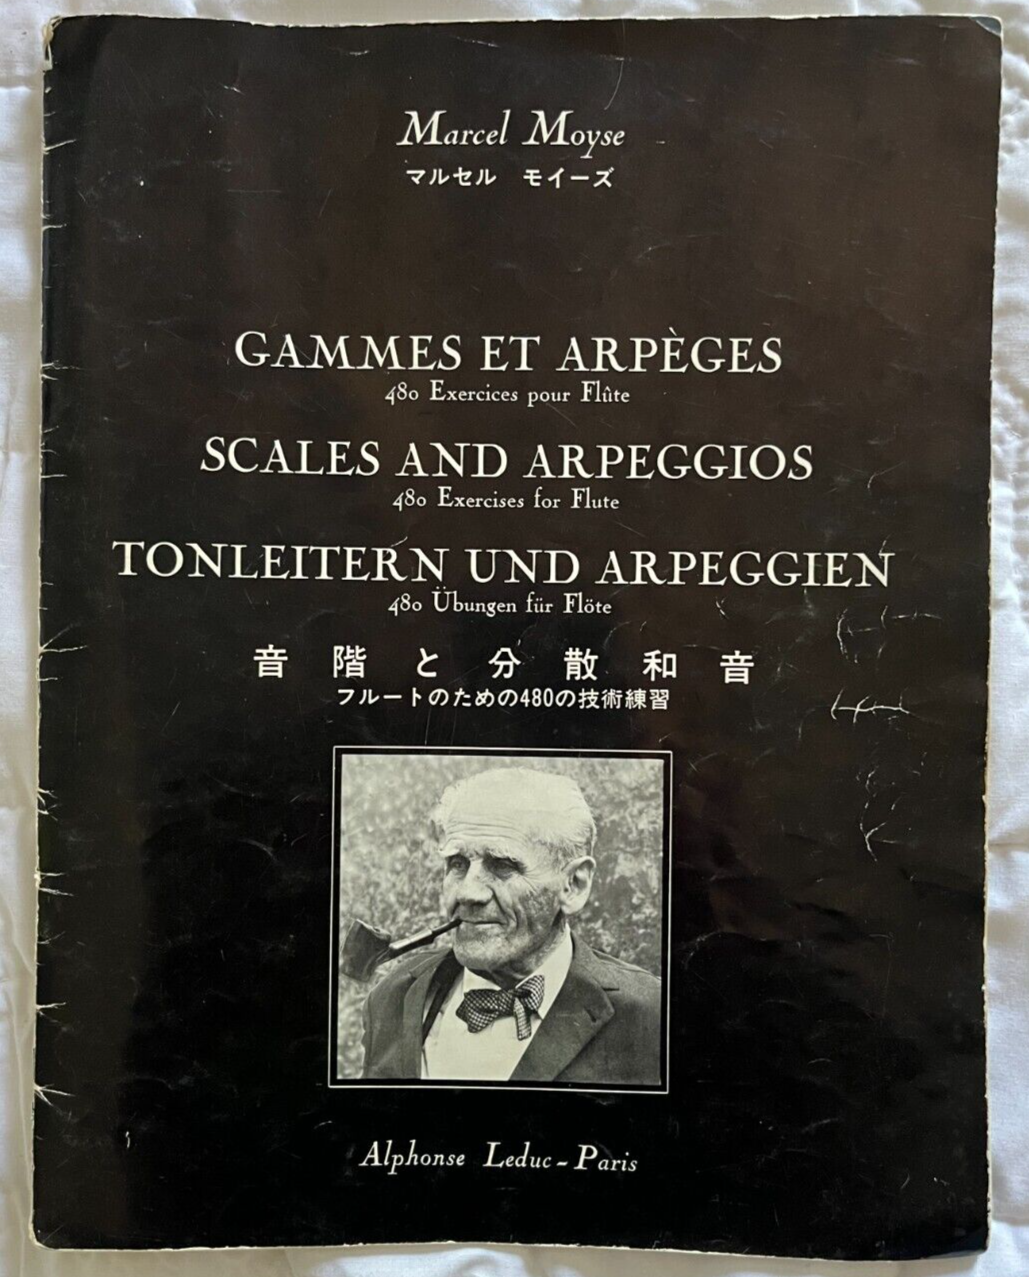 Marcel Moyse
マルセル モイーズ
GAMMES ET ARPÈGES
480 Exercices pour Flûte
SCALES AND ARPEGGIOS
480 Exercises for Flute
TONLEITERN UND ARPEGGIEN
480 Übungen für Flöte
音階と分散和音
フルートのための480の技術練習
Alphonse Leduc - Paris